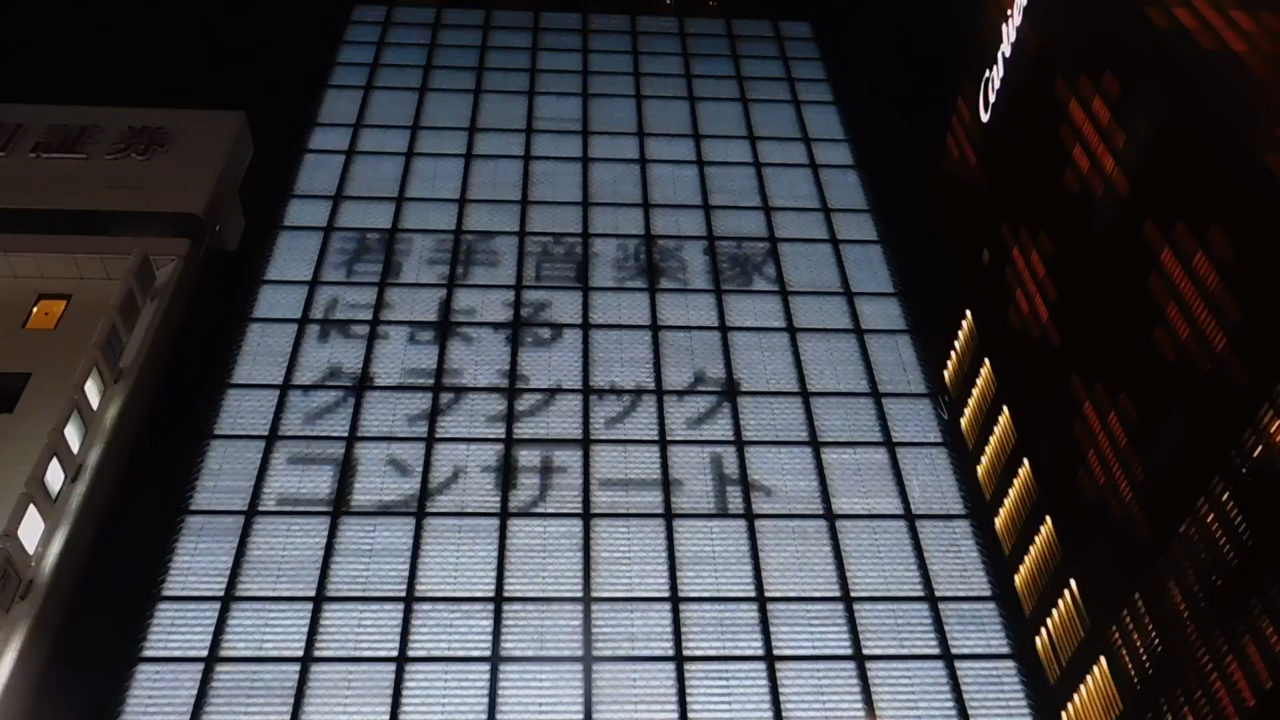 証券
Cartier
若手音楽家
による
クラシック
コンサート